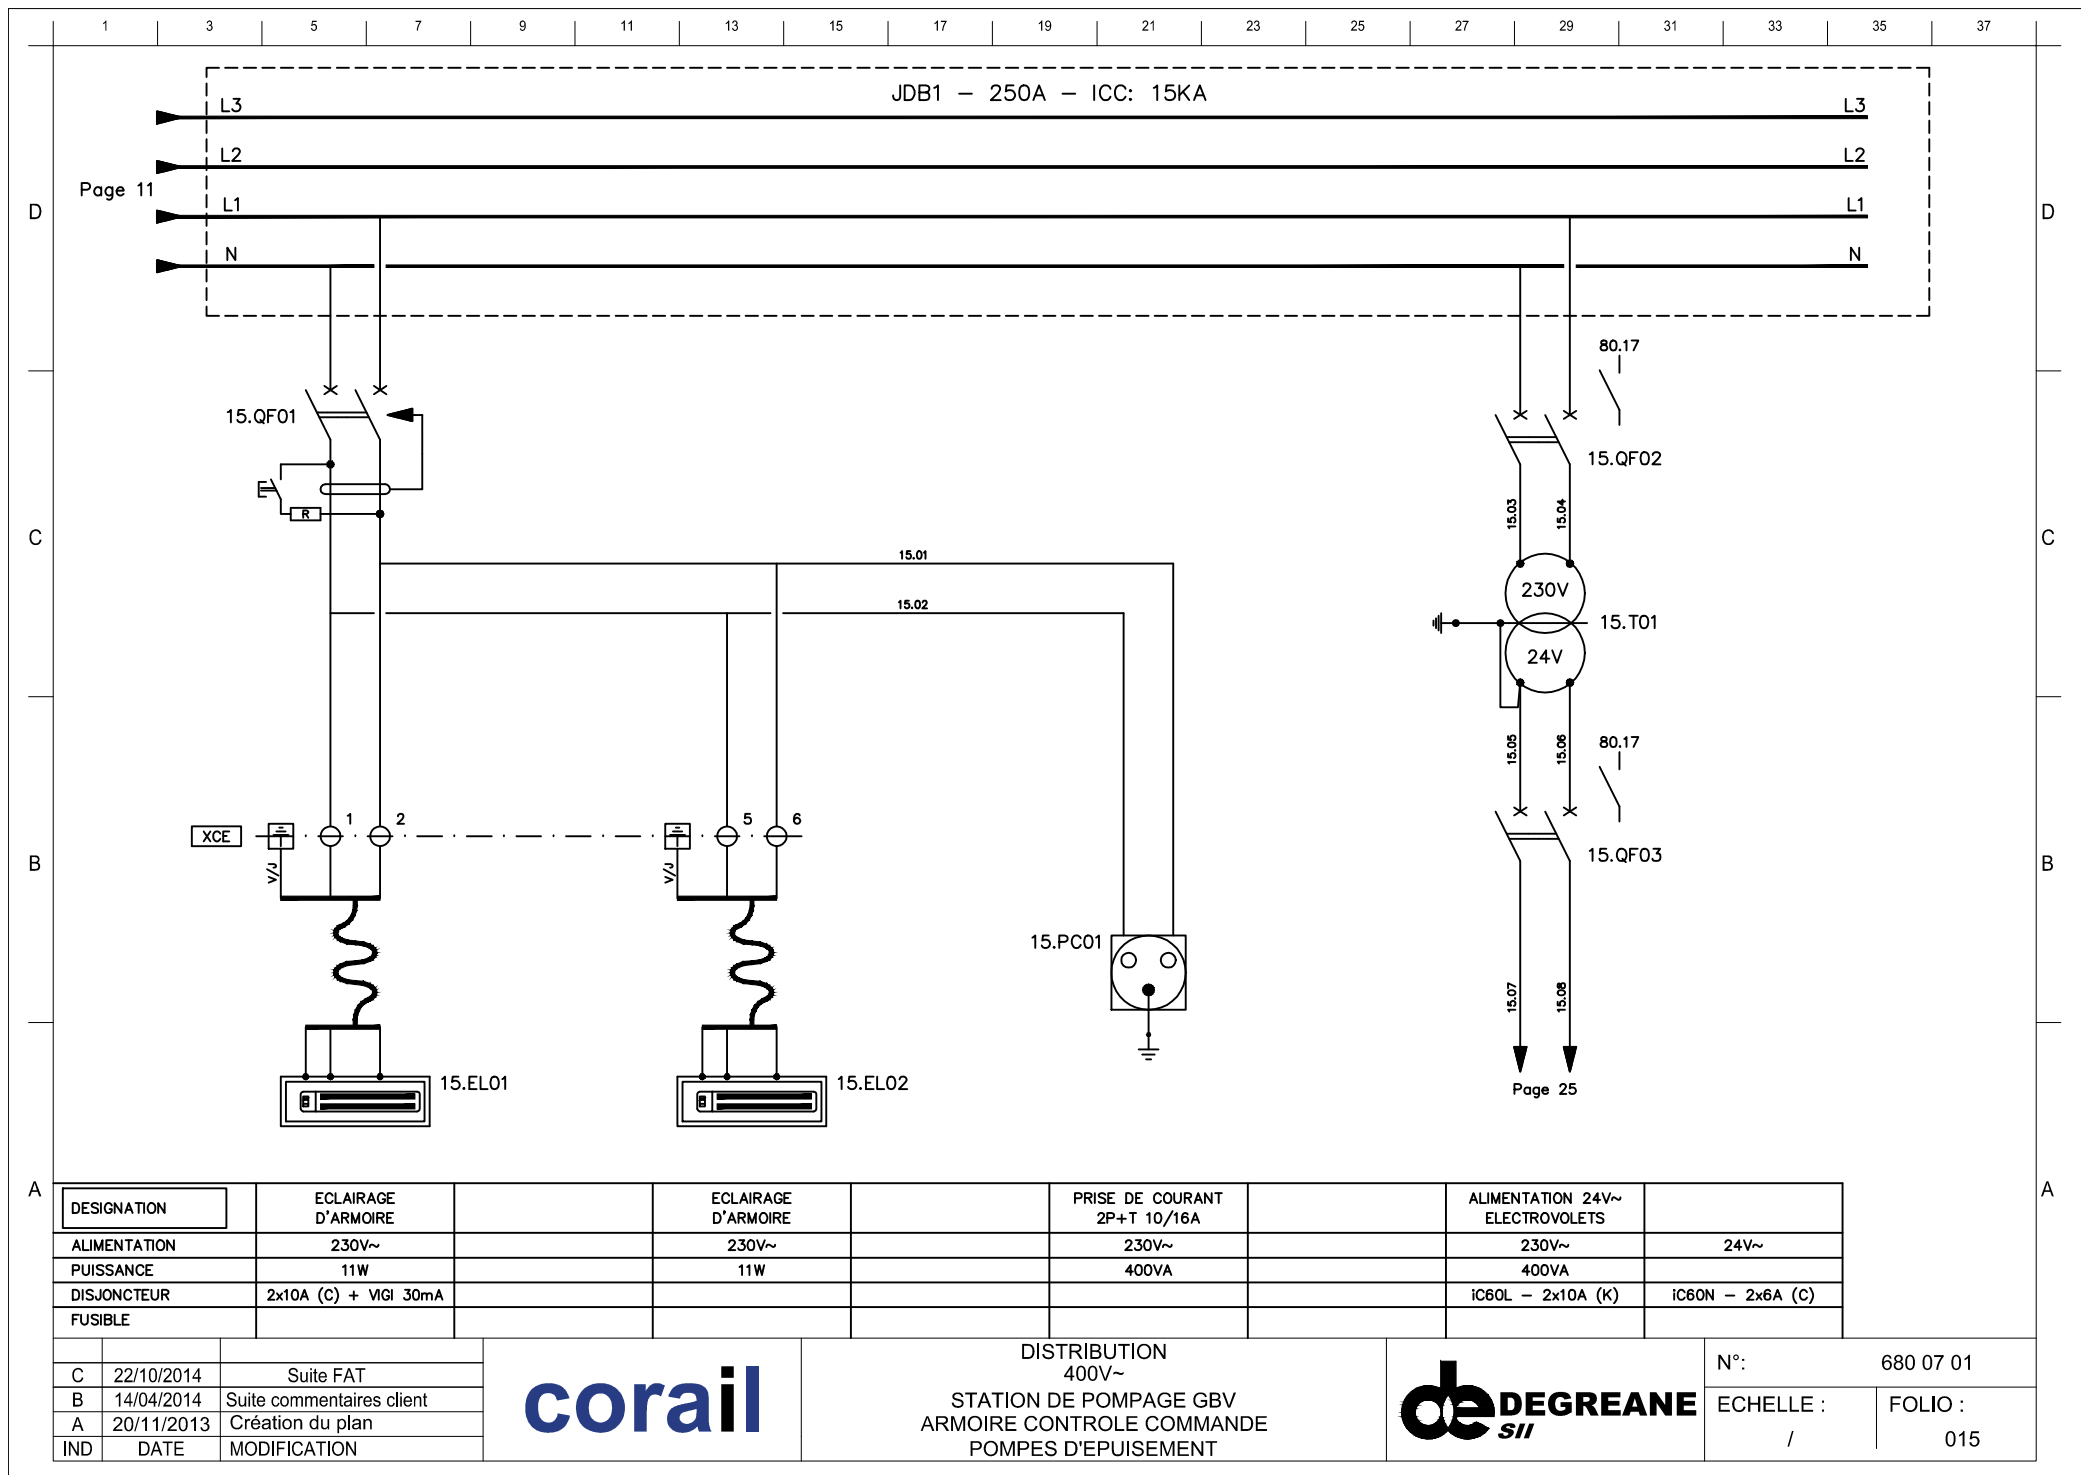 1 3 5 7 9 11 13 15 17 19 21 23 25 27 29 31 33 35 37
JDB1 – 250A – ICC: 15KA
L3 L3
L2 L2
Page 11
D L1 L1 D
N N
80.17
15.QF01
15.QF02
R
15.03 15.04
C C
15.01
230V
15.02
15.T01
24V
15.05 15.06
80.17
1 2 5 6
XCE
15.QF03
B V/J V/J B
15.PC01
15.07 15.08
15.EL01 15.EL02
Page 25
A A
DESIGNATION ECLAIRAGE D'ARMOIRE ECLAIRAGE D'ARMOIRE PRISE DE COURANT 2P+T 10/16A ALIMENTATION 24V~ ELECTROVOLETS
ALIMENTATION 230V~ 230V~ 230V~ 230V~ 24V~
PUISSANCE 11W 11W 400VA 400VA
DISJONCTEUR 2x10A (C) + VIGI 30mA iC60L – 2x10A (K) iC60N – 2x6A (C)
FUSIBLE
C 22/10/2014 Suite FAT
B 14/04/2014 Suite commentaires client
A 20/11/2013 Création du plan
IND DATE MODIFICATION
corail
DISTRIBUTION
400V~
STATION DE POMPAGE GBV
ARMOIRE CONTROLE COMMANDE
POMPES D'EPUISEMENT
de DEGREANE
SII
N°: 680 07 01
ECHELLE : FOLIO :
/ 015